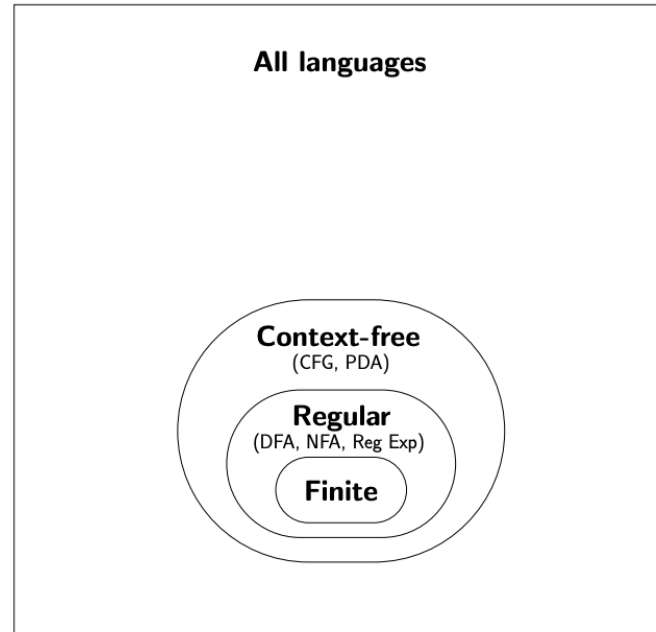 All languages
Context-free
(CFG, PDA)
Regular
(DFA, NFA, Reg Exp)
Finite